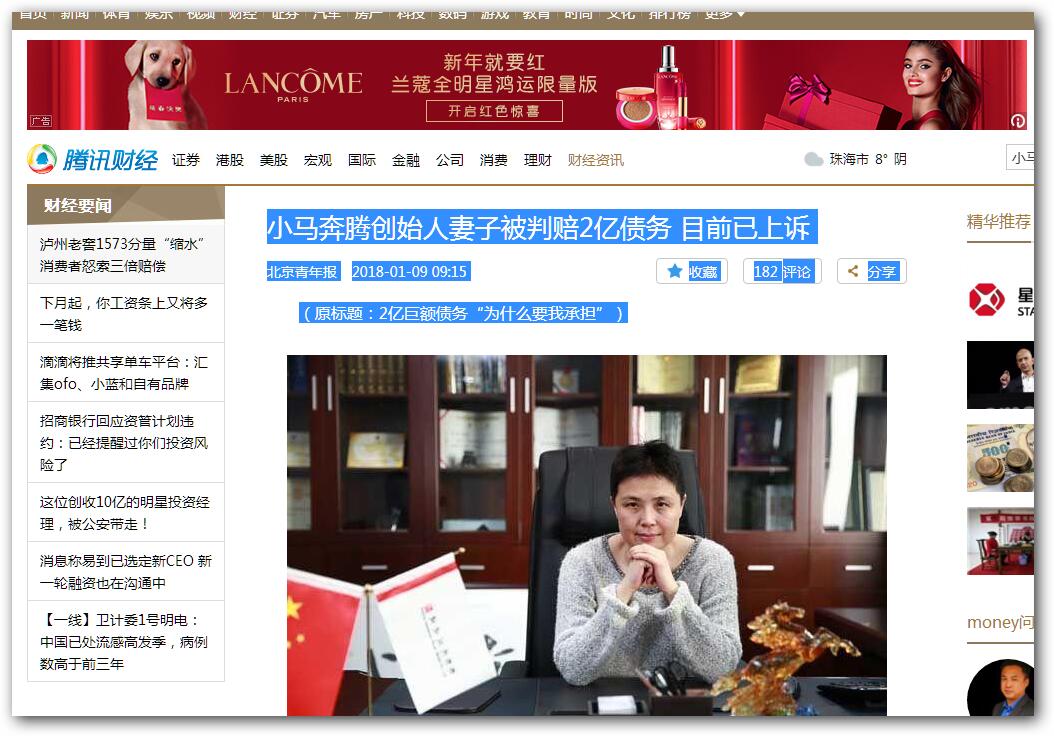 首页 新闻 体育 娱乐 视频 财经 证券 汽车 房产 科技 数码 游戏 教育 时尚 文化 排行榜 更多
LANCÔME
PARIS
新年就要红
兰蔻全明星鸿运限量版
开启红色惊喜
广告
腾讯财经 证券 港股 美股 宏观 国际 金融 公司 消费 理财 财经资讯 珠海市 8° 阴 小马
财经要闻
泸州老窖1573分量“缩水”
消费者怒索三倍赔偿
下月起，你工资条上又将多
一笔钱
滴滴将推共享单车平台：汇
集ofo、小蓝和自有品牌
招商银行回应资管计划违
约：已经提醒过你们投资风
险了
这位创收10亿的明星投资经
理，被公安带走！
消息称易到已选定新CEO 新
一轮融资也在沟通中
【一线】卫计委1号明电：
中国已处流感高发季，病例
数高于前三年
小马奔腾创始人妻子被判赔2亿债务 目前已上诉
北京青年报 2018-01-09 09:15 收藏 182 评论 分享
（原标题：2亿巨额债务“为什么要我承担”）
精华推荐
星
STA
money问